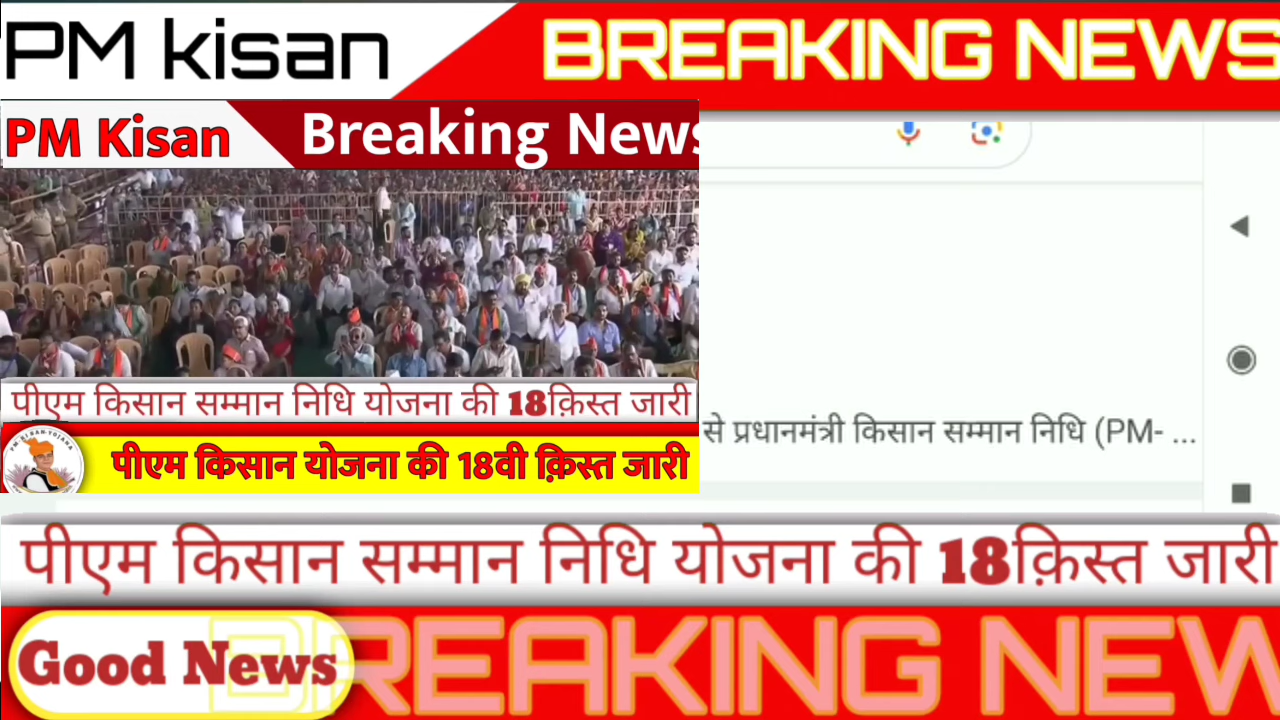 PM kisan
BREAKING NEWS
PM Kisan
Breaking News
पीएम किसान सम्मान निधि योजना की 18क़िस्त जारी
से प्रधानमंत्री किसान सम्मान निधि (PM- ...
पीएम किसान योजना की 18वी क़िस्त जारी
पीएम किसान सम्मान निधि योजना की 18क़िस्त जारी
Good News
BREAKING NEW